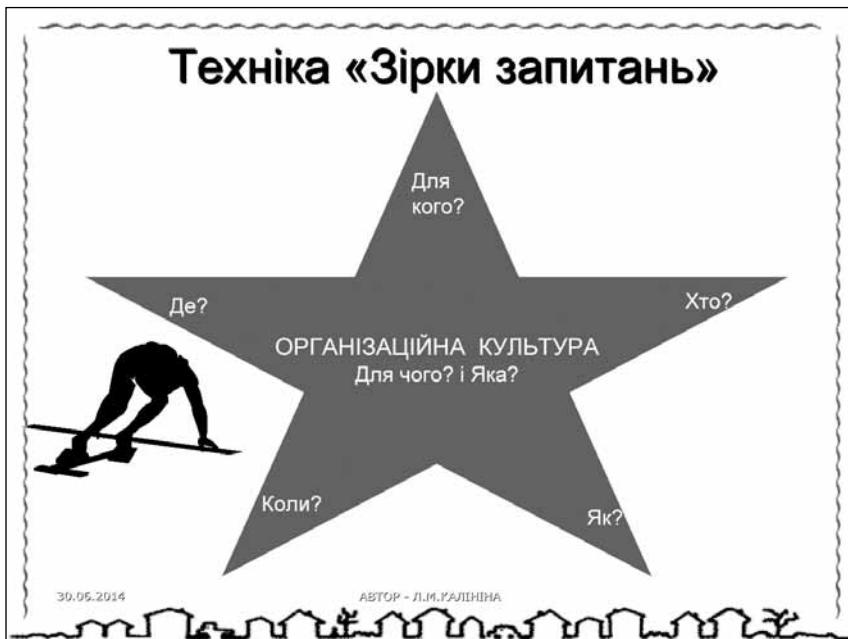 Техніка «Зірки запитань»
Для
кого?
Де?
Хто?
ОРГАНІЗАЦІЙНА КУЛЬТУРА
Для чого? і Яка?
Коли?
Як?
30.06.2014
АВТОР - Л.М.КАЛІНІНА